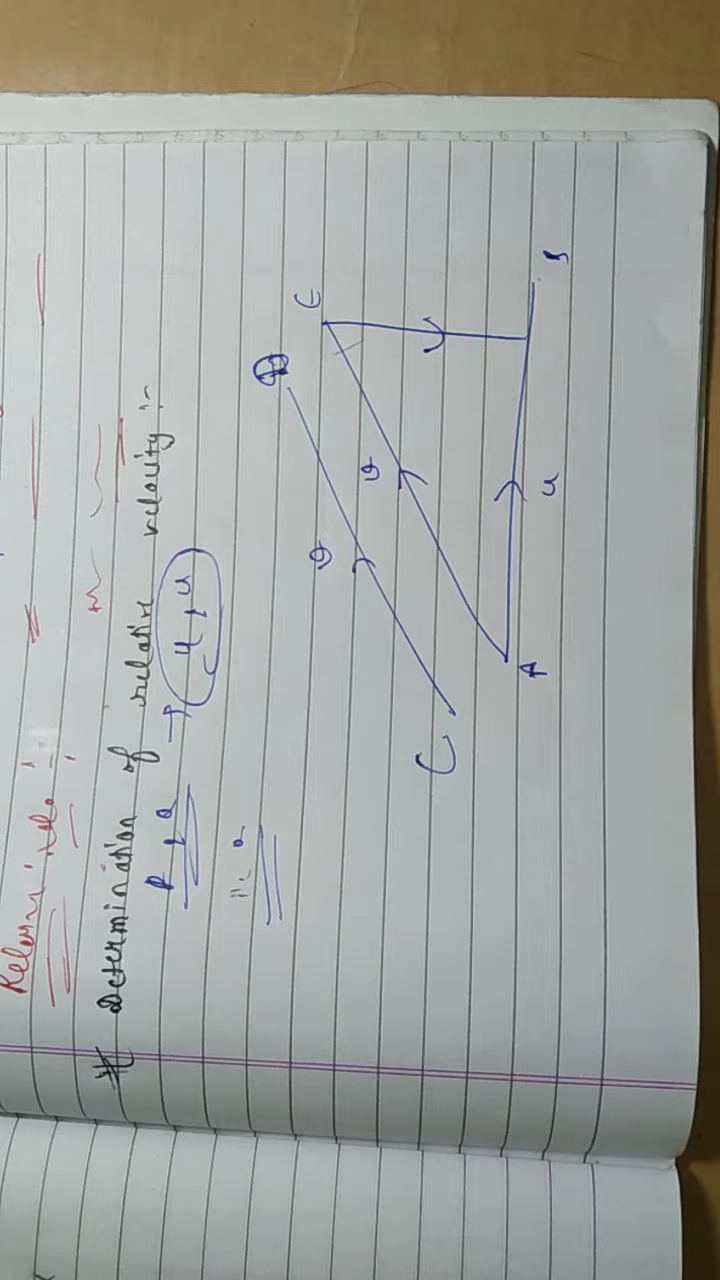 * Determination of relative velocity :-
P, Q → u, v
D
E
v
v
C
A
u